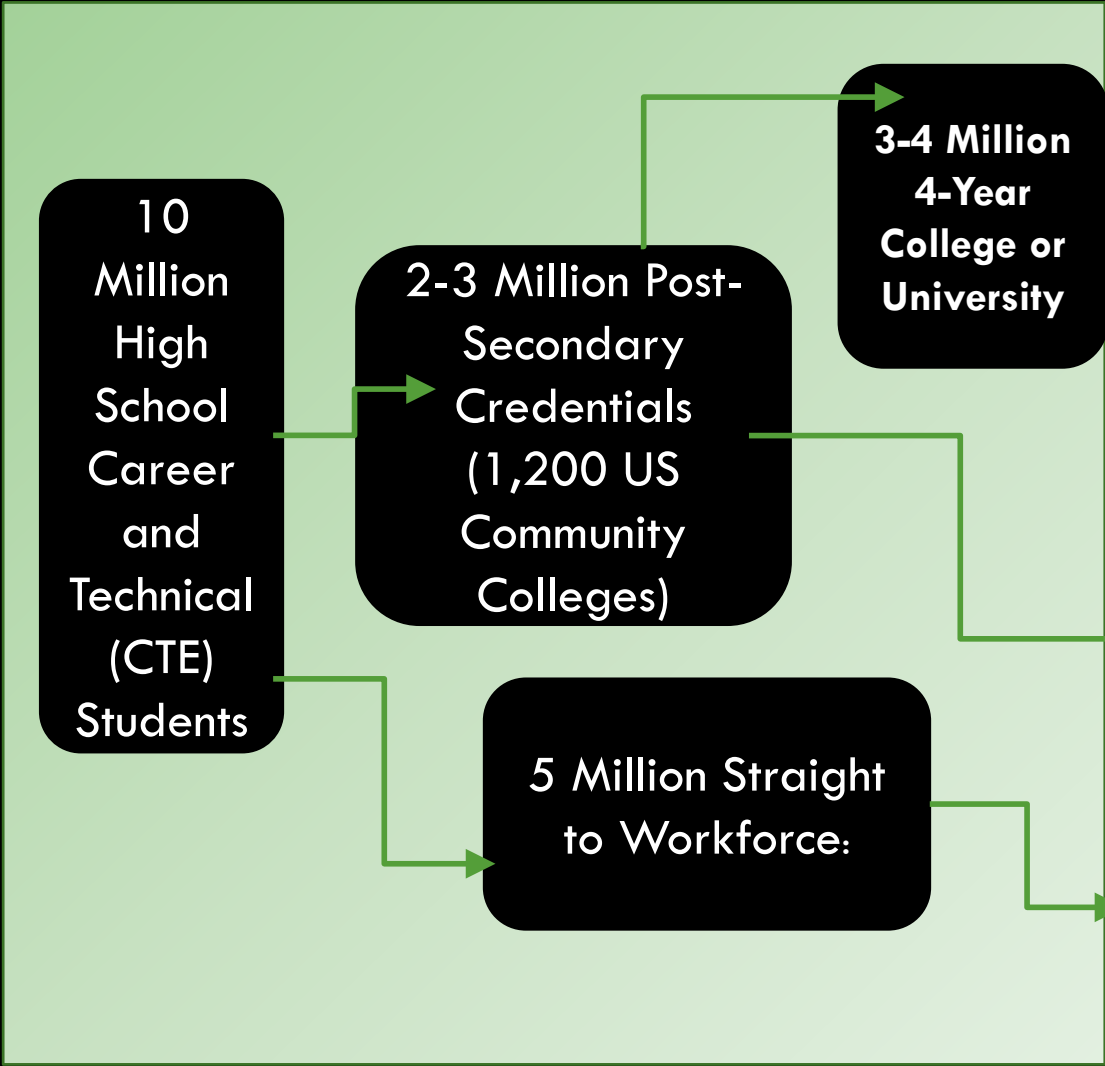 10
Million
High
School
Career
and
Technical
(CTE)
Students
2-3 Million Post-
Secondary
Credentials
(1,200 US
Community
Colleges)
3-4 Million
4-Year
College or
University
5 Million Straight
to Workforce: